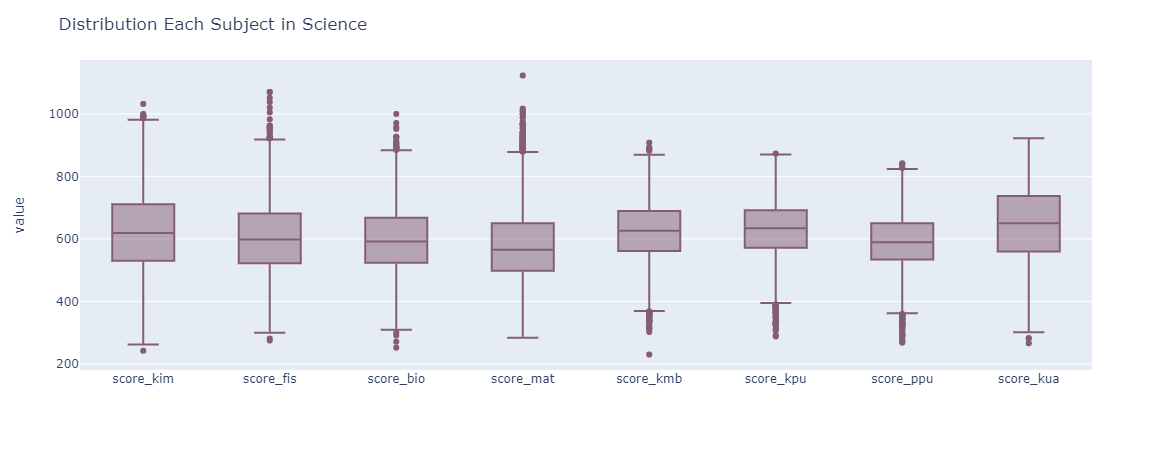 Distribution Each Subject in Science
1000
800
600
400
200
value
score_kim score_fis score_bio score_mat score_kmb score_kpu score_ppu score_kua